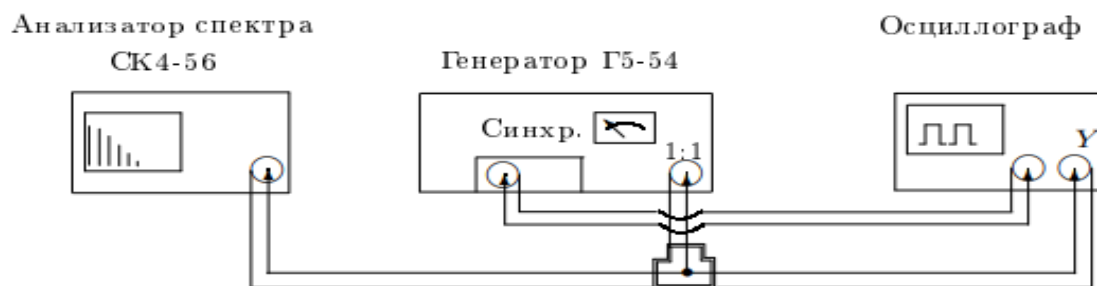 Анализатор спектра
СК4-56
Генератор Г5-54
Осциллограф
Синхр.
1:1
Y